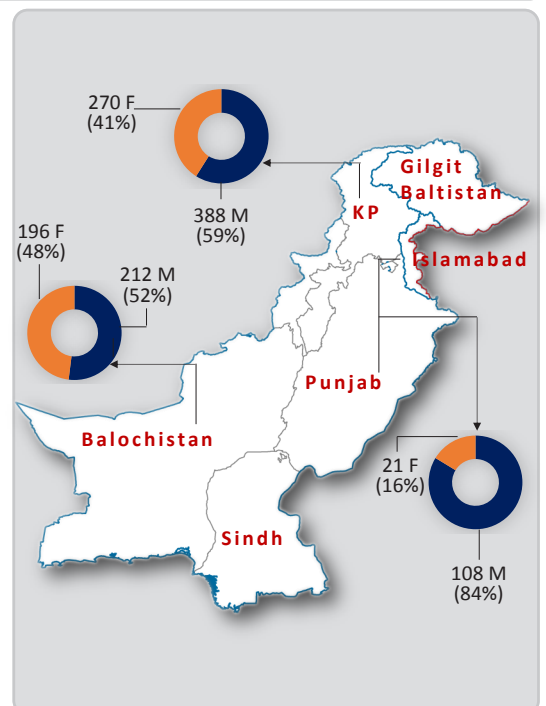 270 F
(41%)
Gilgit
Baltistan
KP
388 M
(59%)
196 F
(48%)
212 M
(52%)
Islamabad
Punjab
Balochistan
21 F
(16%)
Sindh
108 M
(84%)